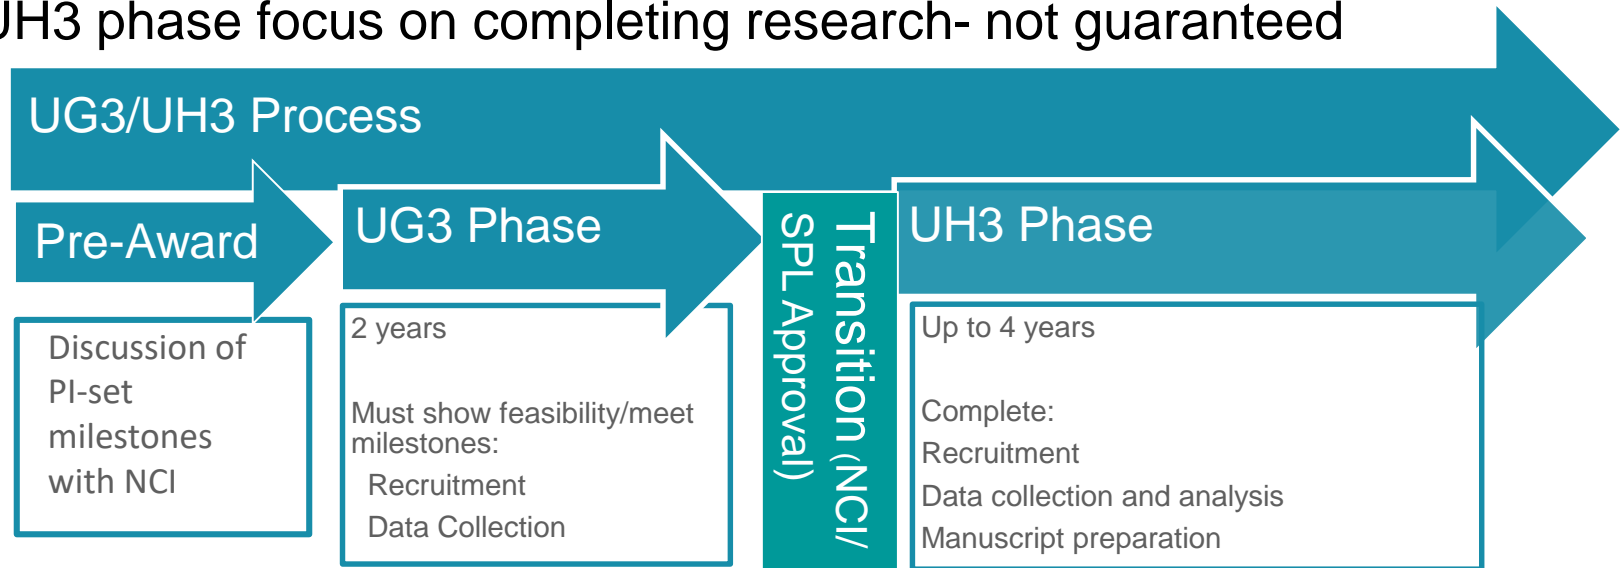 UH3 phase focus on completing research- not guaranteed
UG3/UH3 Process
Pre-Award
UG3 Phase
Transition (NCI/
SPL Approval)
UH3 Phase
Discussion of
PI-set
milestones
with NCI
2 years
Must show feasibility/meet
milestones:
Recruitment
Data Collection
Up to 4 years
Complete:
Recruitment
Data collection and analysis
Manuscript preparation